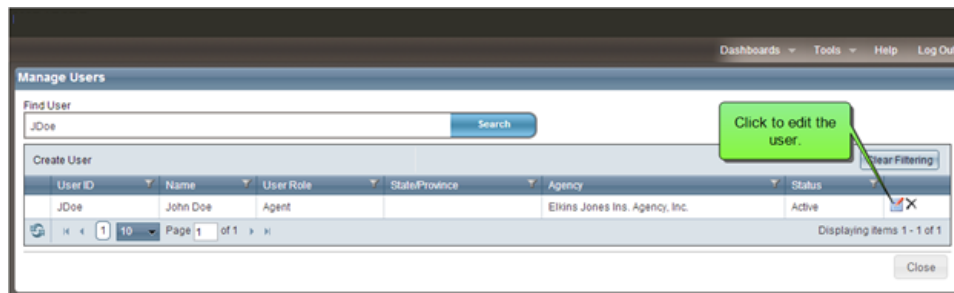 Dashboards Tools Help Log Ou
Manage Users
Find User
JDoe Search
Click to edit the
user.
Create User Clear Filtering
User ID Name User Role State/Province Agency Status
JDoe John Doe Agent Elkins Jones Ins. Agency, Inc. Active
1 10 Page 1 of 1 Displaying items 1 - 1 of 1
Close